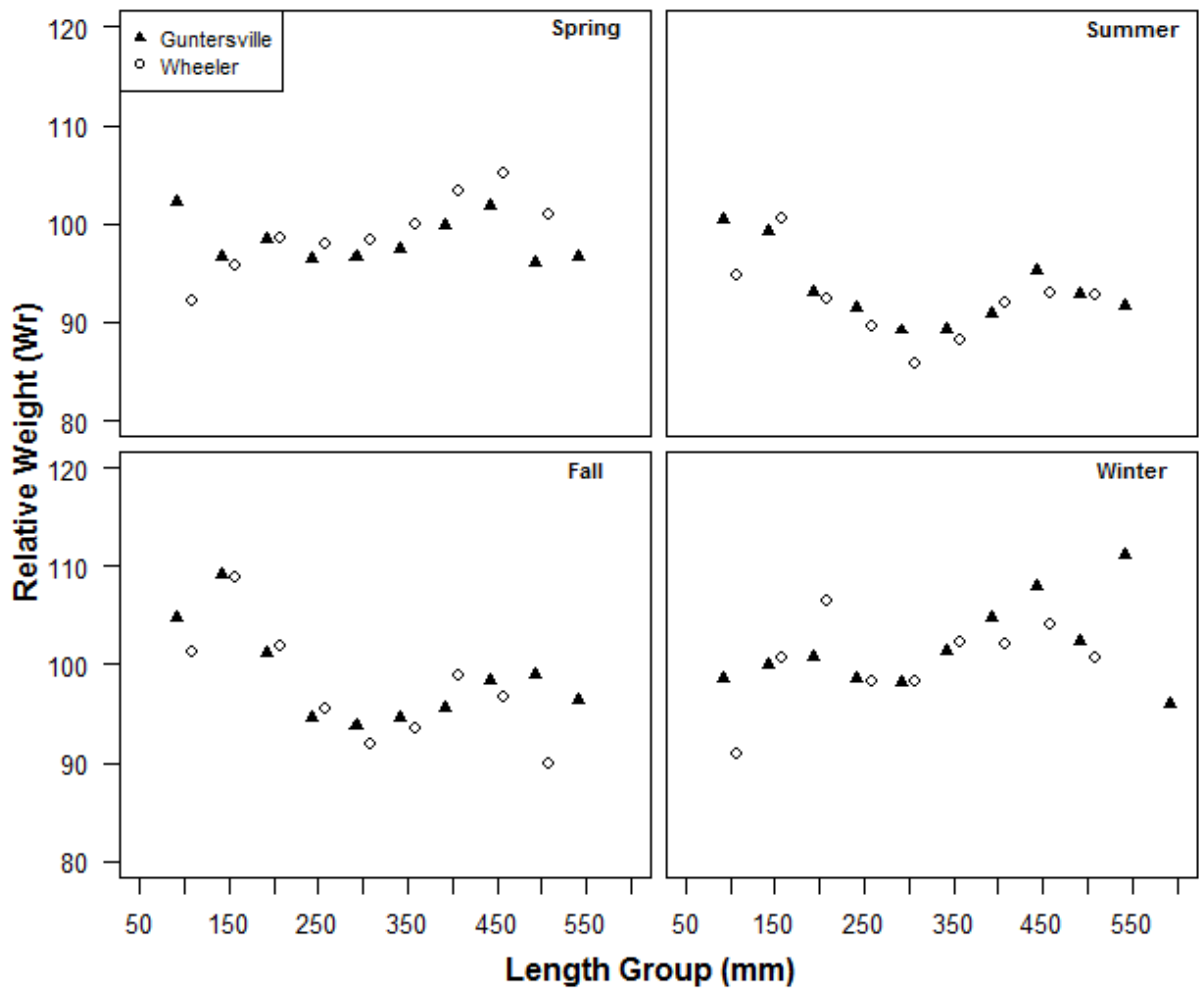 Relative Weight (Wr)
Spring
Guntersville
Wheeler
120
110
100
90
80
Summer
Fall
120
110
100
90
80
Winter
50 150 250 350 450 550
50 150 250 350 450 550
Length Group (mm)